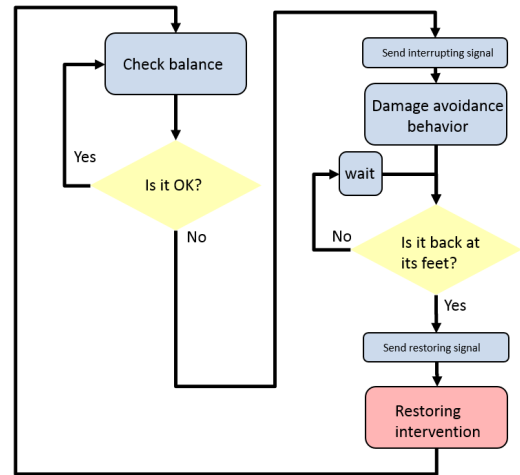 Check balance
Yes
Is it OK?
No
Send interrupting signal
Damage avoidance
behavior
wait
No
Is it back at
its feet?
Yes
Send restoring signal
Restoring
intervention